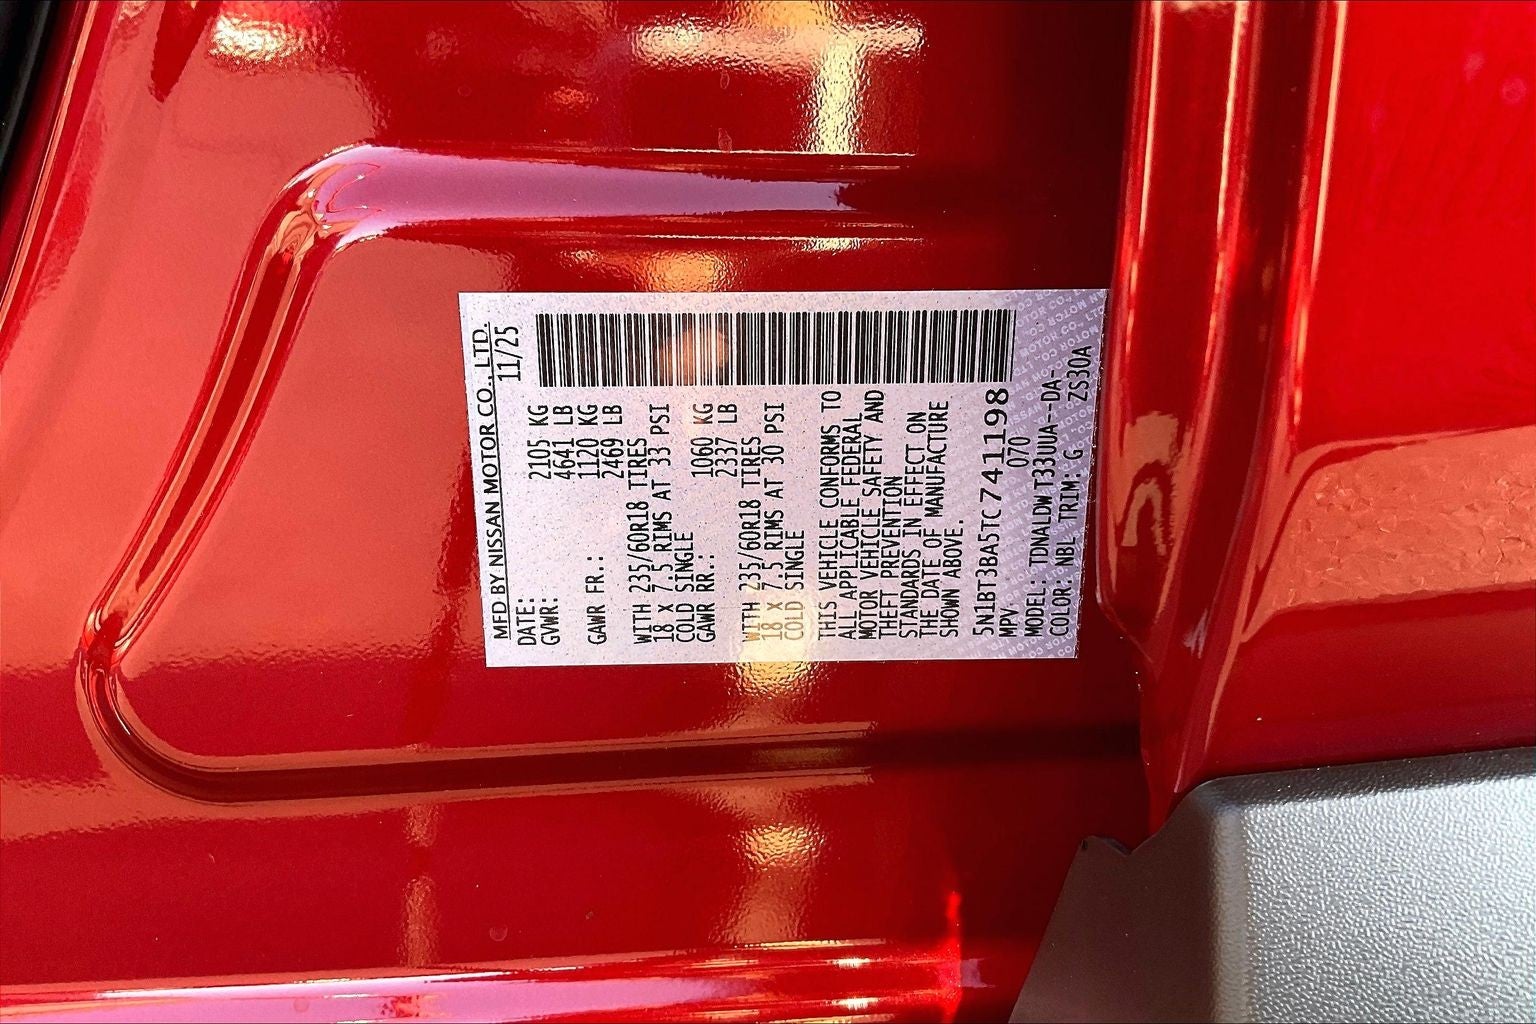 MFD BY NISSAN MOTOR CO., LTD.
DATE: 11/25
GVWR: 2105 KG
4641 LB
GAWR FR.: 1120 KG
2469 LB
WITH 235/60R18 TIRES
18 X 7.5 RIMS AT 33 PSI
COLD SINGLE
GAWR RR.: 1060 KG
2337 LB
WITH 235/60R18 TIRES
18 X 7.5 RIMS AT 30 PSI
COLD SINGLE
THIS VEHICLE CONFORMS TO
ALL APPLICABLE FEDERAL
MOTOR VEHICLE SAFETY AND
THEFT PREVENTION
STANDARDS IN EFFECT ON
THE DATE OF MANUFACTURE
SHOWN ABOVE.
5N1BT3BA5TC741198
MPV 070
MODEL: TDNALDWT33UUA--DA-
COLOR: NBL TRIM: G ZS30A